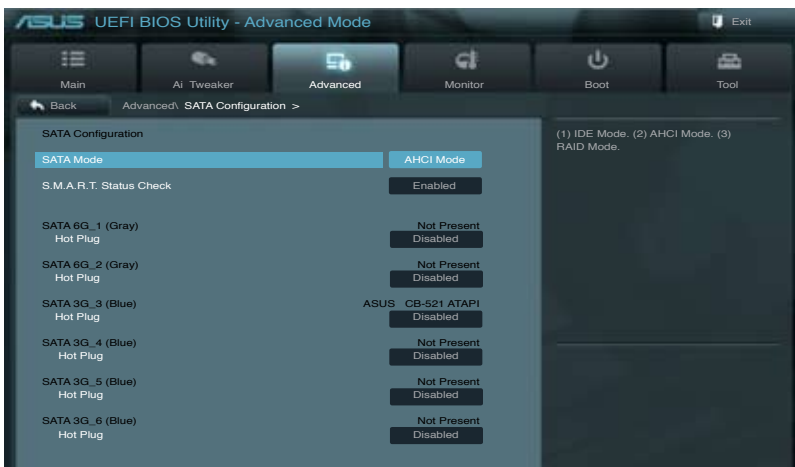 ASUS UEFI BIOS Utility - Advanced Mode Exit
Main Ai Tweaker Advanced Monitor Boot Tool
Back Advanced\ SATA Configuration >
SATA Configuration
SATA Mode AHCI Mode
S.M.A.R.T. Status Check Enabled
SATA 6G_1 (Gray) Not Present
Hot Plug Disabled
SATA 6G_2 (Gray) Not Present
Hot Plug Disabled
SATA 3G_3 (Blue) ASUS CB-521 ATAPI
Hot Plug Disabled
SATA 3G_4 (Blue) Not Present
Hot Plug Disabled
SATA 3G_5 (Blue) Not Present
Hot Plug Disabled
SATA 3G_6 (Blue) Not Present
Hot Plug Disabled
(1) IDE Mode. (2) AHCI Mode. (3)
RAID Mode.